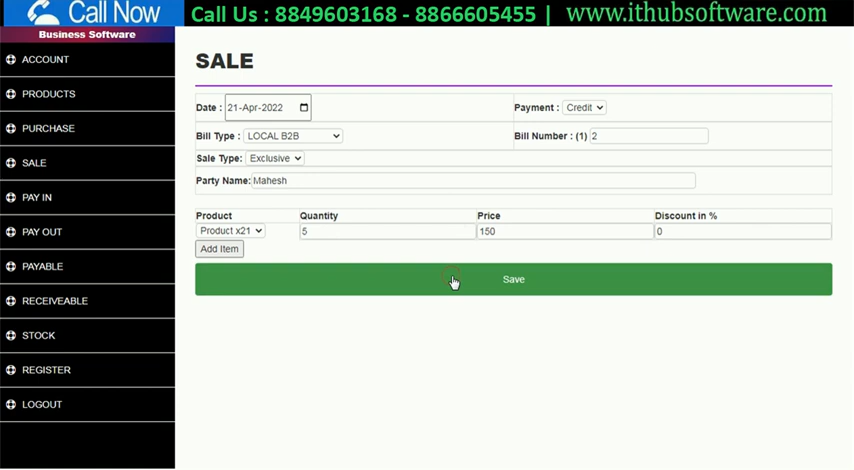 Call Now
Call Us : 8849603168 - 8866605455 | www.ithubsoftware.com
Business Software
ACCOUNT
PRODUCTS
PURCHASE
SALE
PAY IN
PAY OUT
PAYABLE
RECEIVEABLE
STOCK
REGISTER
LOGOUT
SALE
Date : 21-Apr-2022 Payment : Credit
Bill Type : LOCAL B2B Bill Number : (1) 2
Sale Type: Exclusive
Party Name: Mahesh
Product Quantity Price Discount in %
Product x21 5 150 0
Add Item
Save